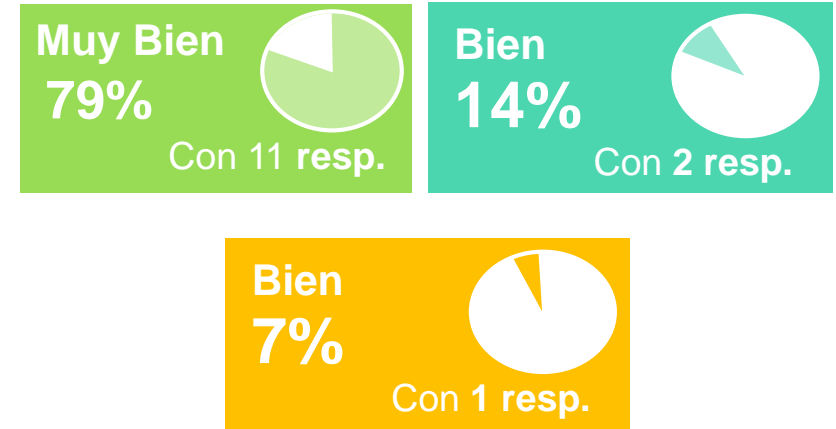 Muy Bien
79%
Con 11 resp.
Bien
14%
Con 2 resp.
Bien
7%
Con 1 resp.